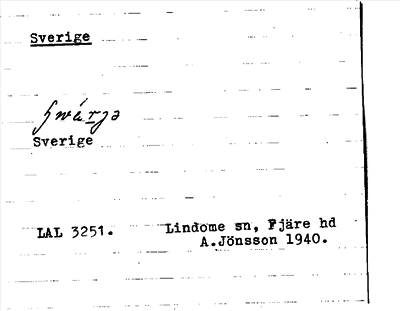 Sverige
Sverige
LAL 3251. Lindome sn, Fjäre hd
A.Jönsson 1940.